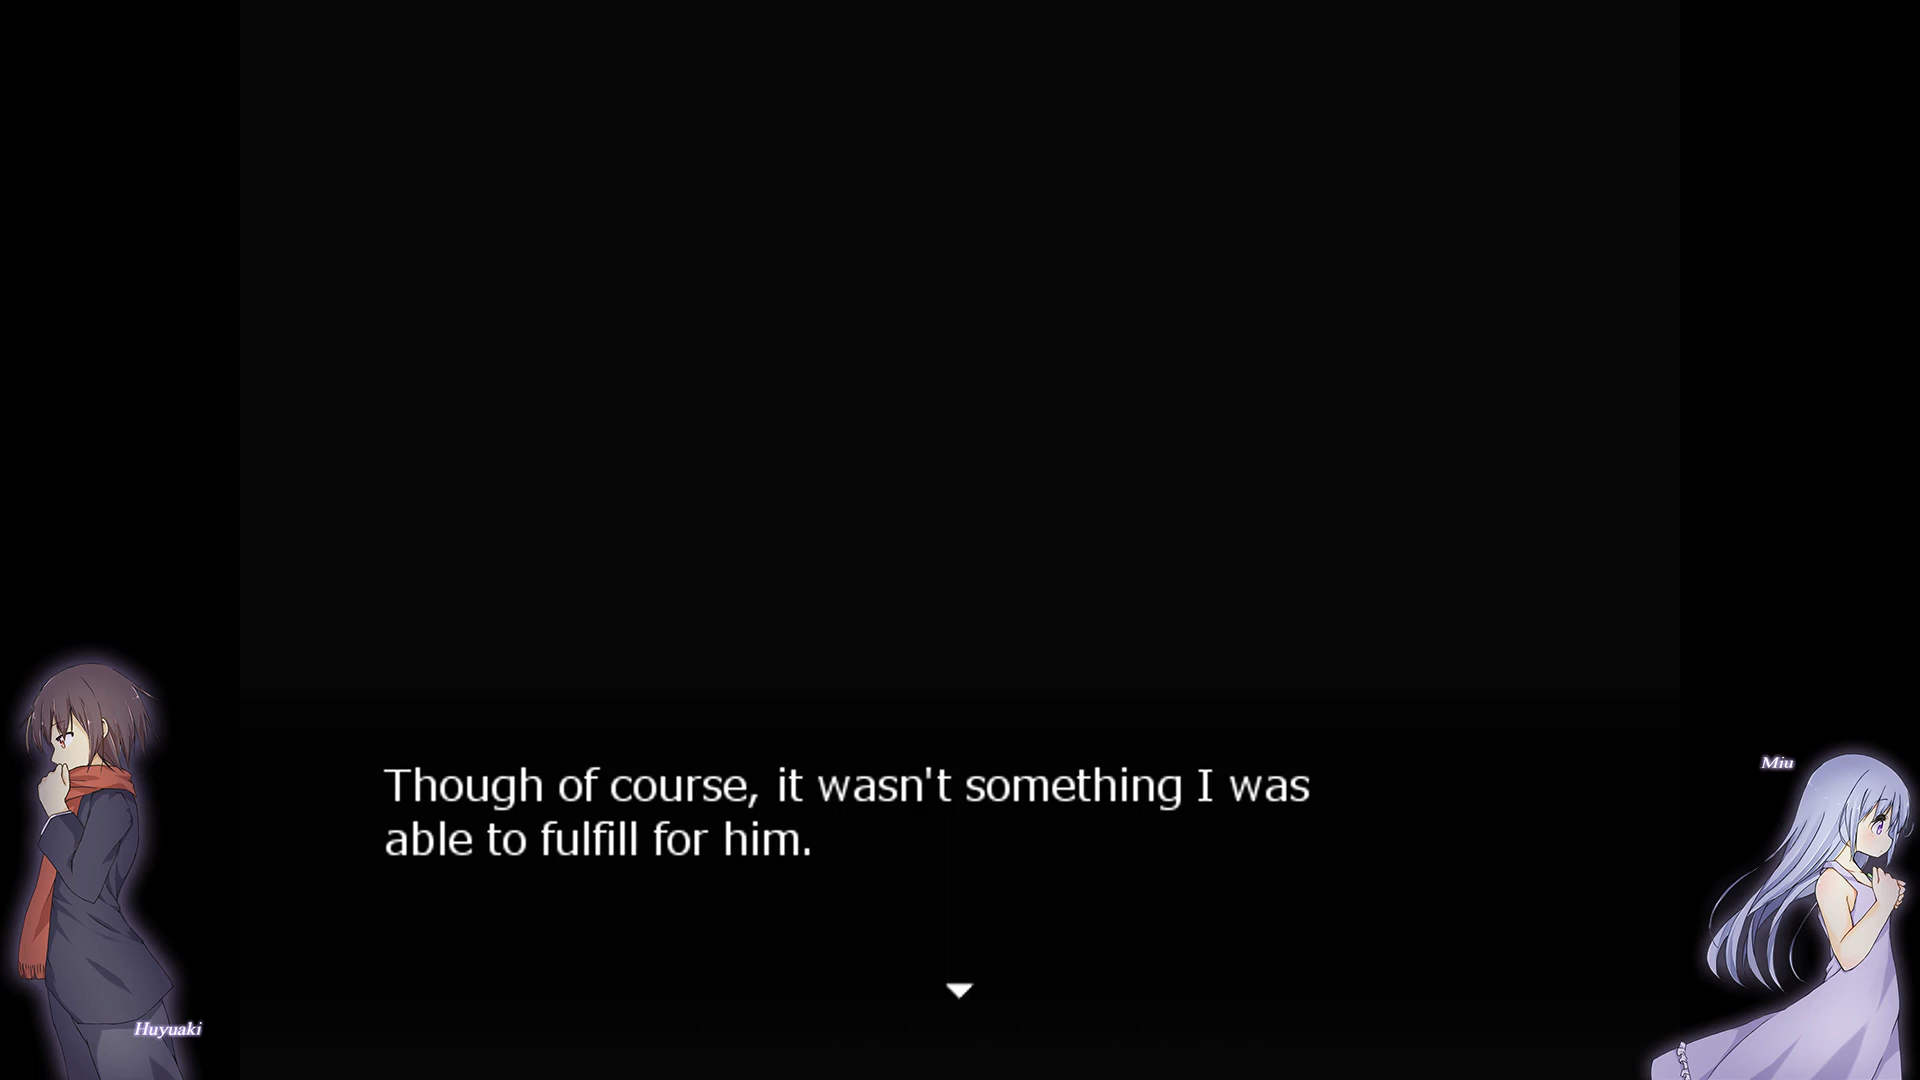 Though of course, it wasn't something I was
able to fulfill for him.
Miu
Huyuaki